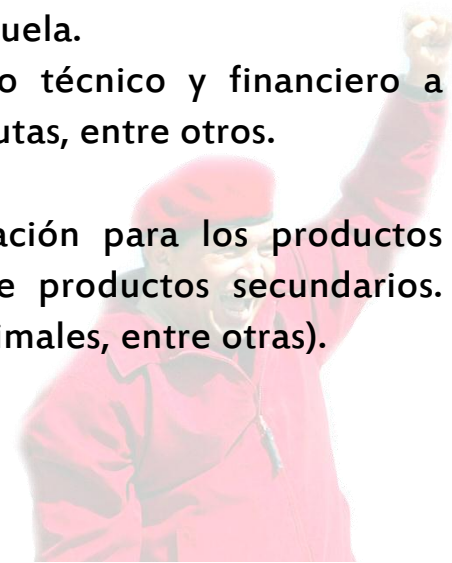 uela.
o técnico y financiero a
utas, entre otros.
ación para los productos
e productos secundarios.
imales, entre otras).